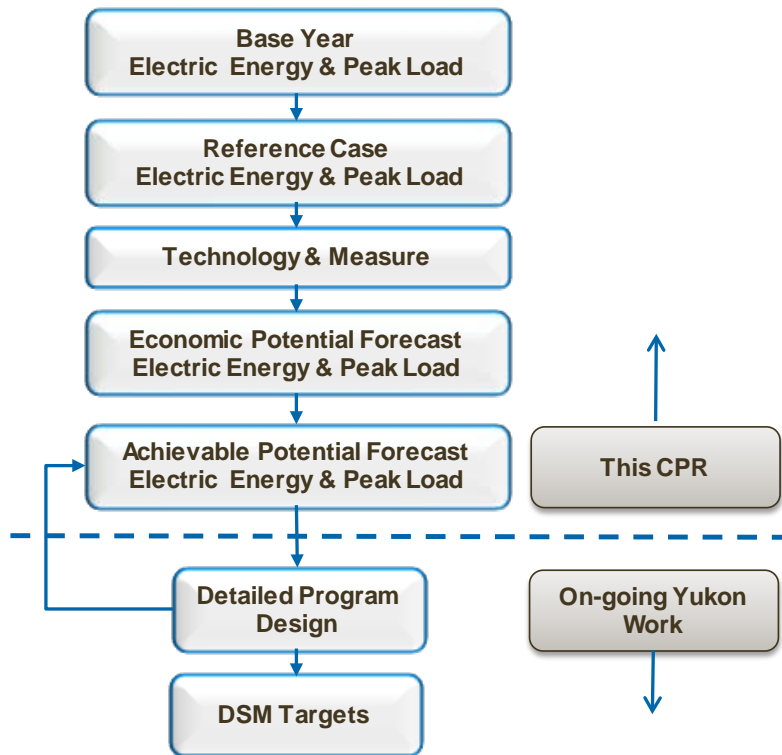 Base Year
Electric Energy & Peak Load
Reference Case
Electric Energy & Peak Load
Technology & Measure
Economic Potential Forecast
Electric Energy & Peak Load
Achievable Potential Forecast
Electric Energy & Peak Load
This CPR
Detailed Program
Design
On-going Yukon
Work
DSM Targets